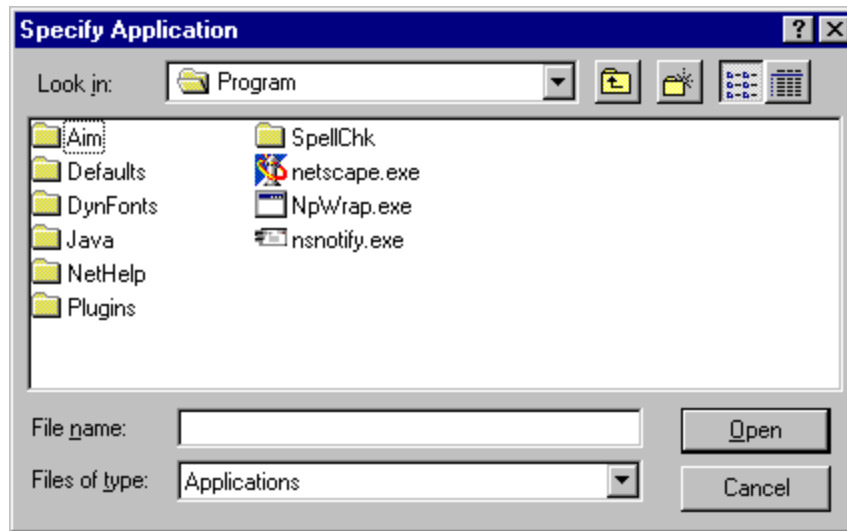 Specify Application
Look in: Program
Aim SpellChk
Defaults netscape.exe
DynFonts NpWrap.exe
Java nsnotify.exe
NetHelp
Plugins
File name: Open
Files of type: Applications Cancel